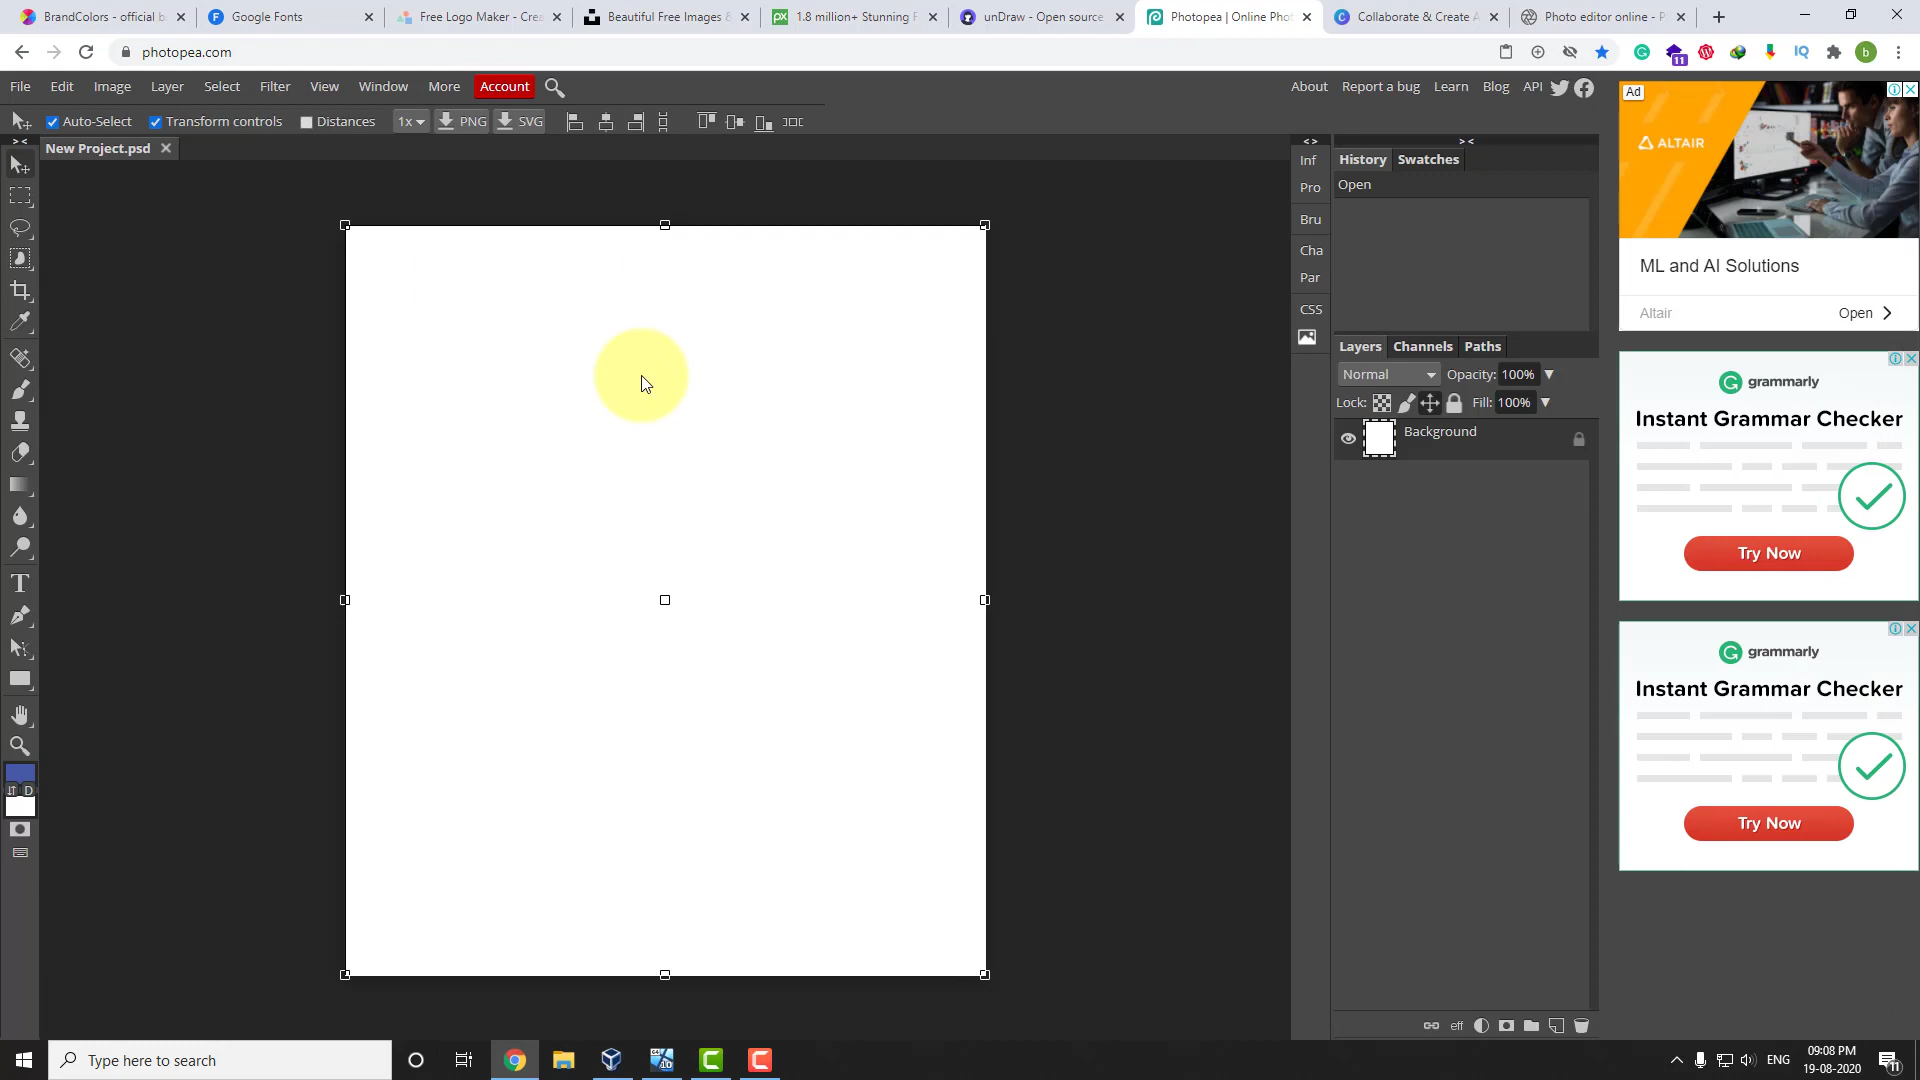 BrandColors - official b
Google Fonts
Free Logo Maker - Cre
Beautiful Free Images &
1.8 million+ Stunning F
unDraw - Open source
Photopea | Online Phot
Collaborate & Create A
Photo editor online - P
photopea.com
11
b
File Edit Image Layer Select Filter View Window More Account
About Report a bug Learn Blog API
Auto-Select Transform controls Distances 1x PNG SVG
New Project.psd
Inf
Pro
Bru
Cha
Par
CSS
History Swatches
Open
Layers Channels Paths
Normal Opacity: 100%
Lock: Fill: 100%
Background
eff
T
D
Ad
ALTAIR
ML and AI Solutions
Altair Open
grammarly
Instant Grammar Checker
Try Now
grammarly
Instant Grammar Checker
Try Now
Type here to search
ENG
09:08 PM
19-08-2020
11